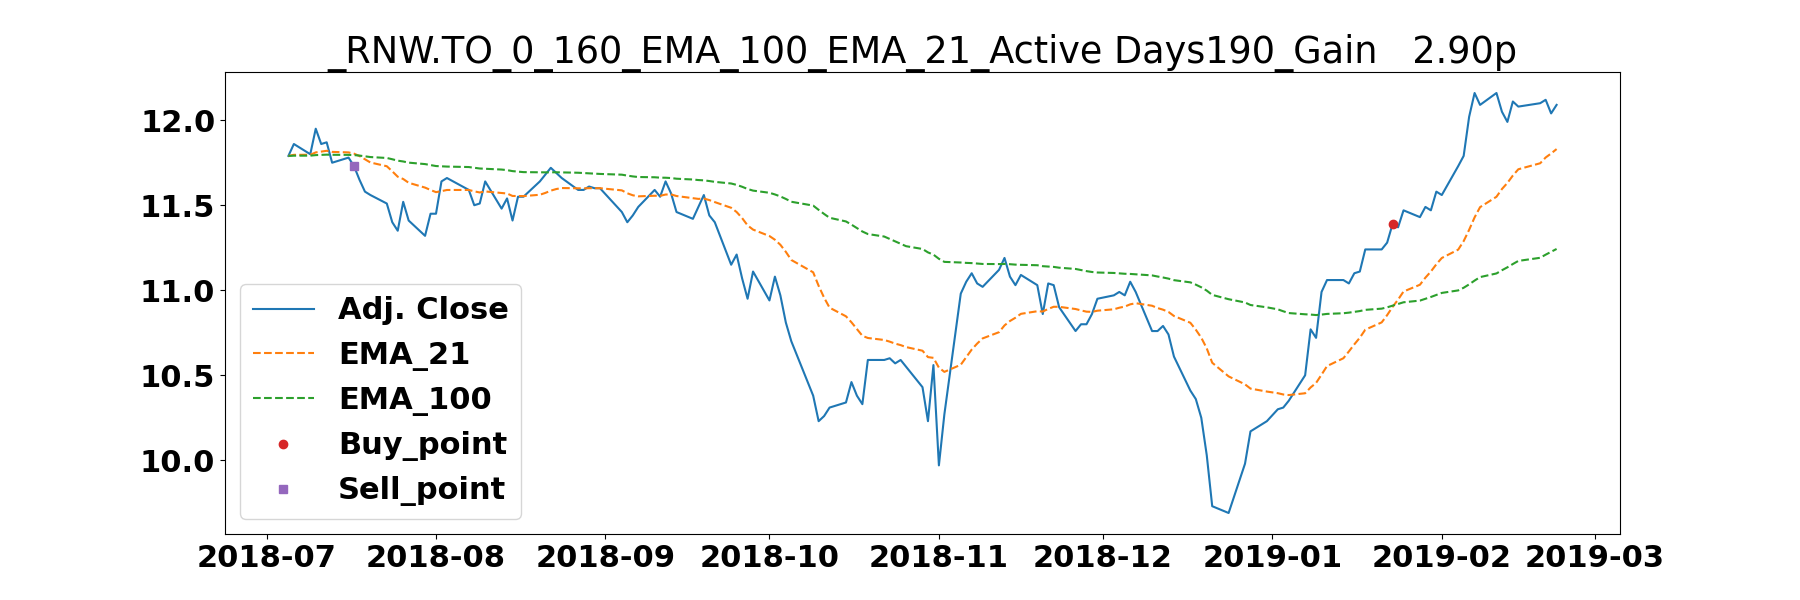 _RNW.TO_0_160_EMA_100_EMA_21_Active Days190_Gain   2.90p
12.0
11.5
11.0
10.5
10.0
Adj. Close
EMA_21
EMA_100
Buy_point
Sell_point
2018-07 2018-08 2018-09 2018-10 2018-11 2018-12 2019-01 2019-02 2019-03